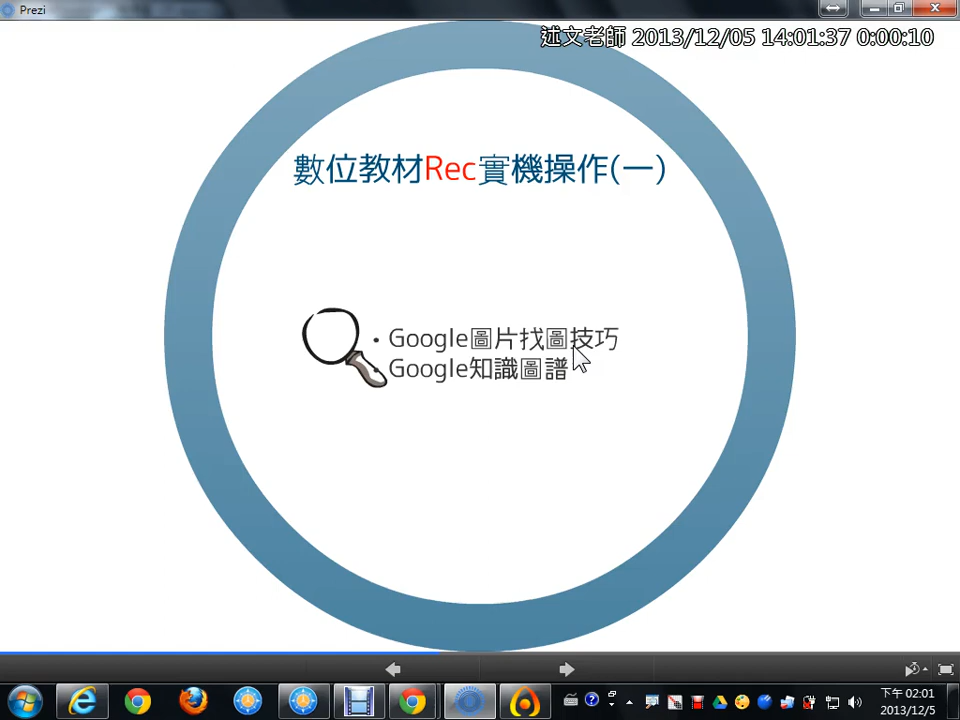 Prezi
述文老師 2013/12/05 14:01:37 0:00:10
數位教材Rec實機操作(一)
• Google圖片找圖技巧
Google知識圖譜
下午 02:01
2013/12/5